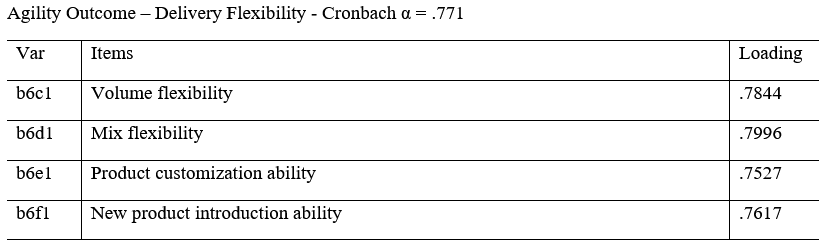 Agility Outcome – Delivery Flexibility - Cronbach α = .771
Var Items Loading
b6c1 Volume flexibility .7844
b6d1 Mix flexibility .7996
b6e1 Product customization ability .7527
b6f1 New product introduction ability .7617